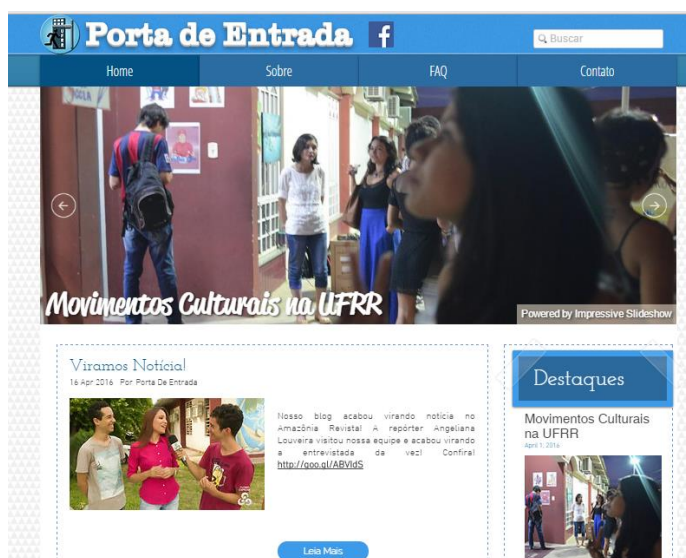 Porta de Entrada
Buscar
Home Sobre FAQ Contato
Movimentos Culturais na UFRR
Powered by Impressive Slideshow
Viramos Notícia!
16 Apr 2016 Por Porta De Entrada
Nosso blog acabou virando notícia no
Amazônia Revista! A repórter Angeliana
Louveira visitou nossa equipe e acabou virando
a entrevistada da vez! Confira!
http://goo.gl/ABVIdS
Leia Mais
Destaques
Movimentos Culturais
na UFRR
April 1, 2016